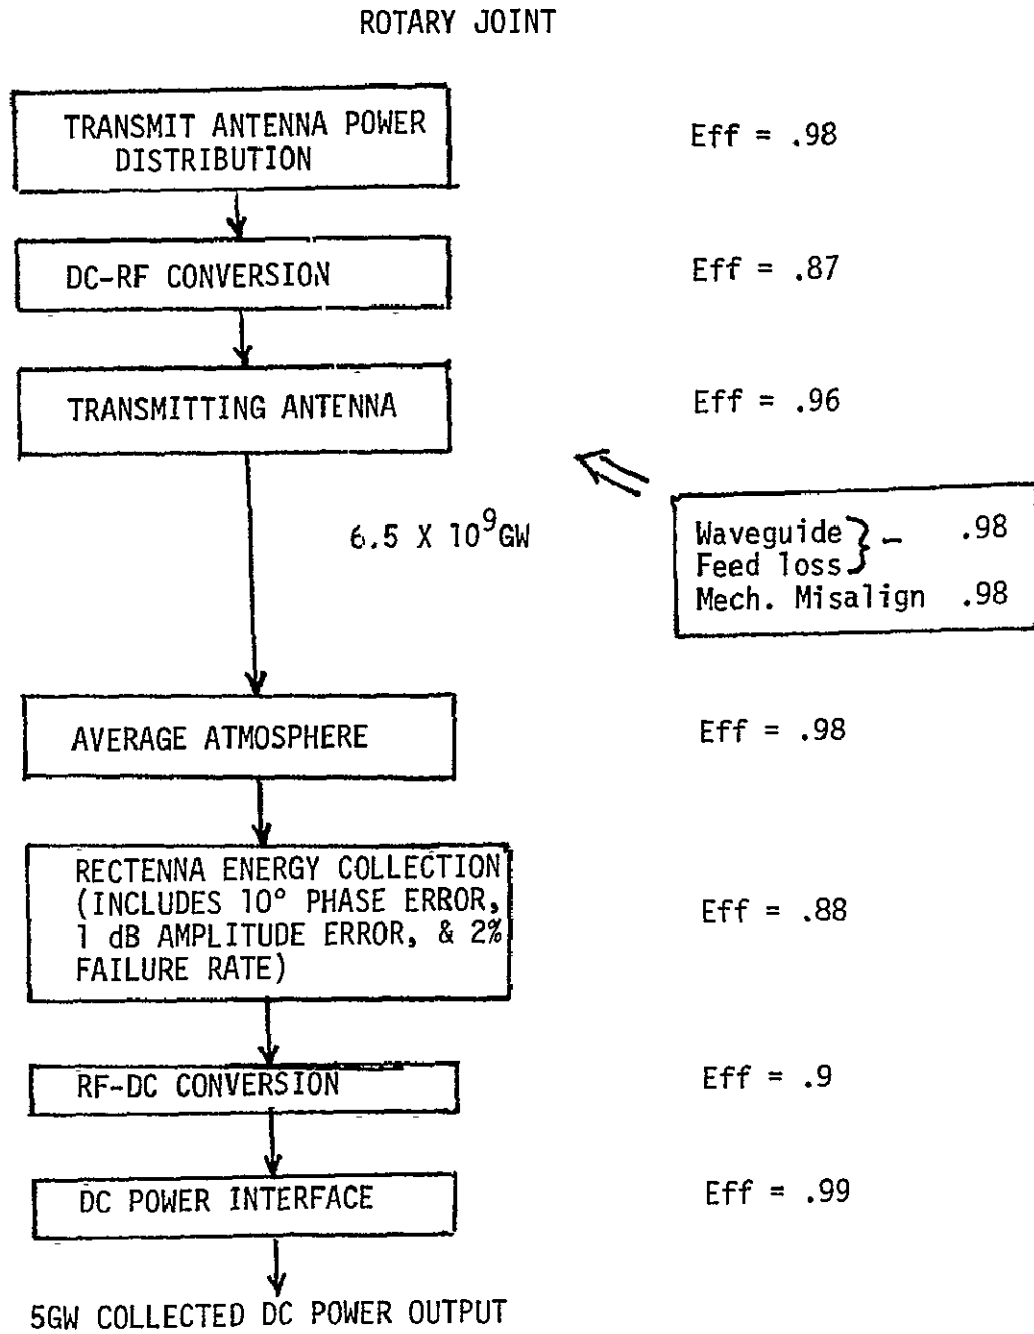 ROTARY JOINT
TRANSMIT ANTENNA POWER
DISTRIBUTION
Eff = .98
DC-RF CONVERSION
Eff = .87
TRANSMITTING ANTENNA
Eff = .96
6.5 X 10⁹GW
Waveguide } – .98
Feed loss
Mech. Misalign .98
AVERAGE ATMOSPHERE
Eff = .98
RECTENNA ENERGY COLLECTION
(INCLUDES 10° PHASE ERROR,
1 dB AMPLITUDE ERROR, & 2%
FAILURE RATE)
Eff = .88
RF-DC CONVERSION
Eff = .9
DC POWER INTERFACE
Eff = .99
5GW COLLECTED DC POWER OUTPUT